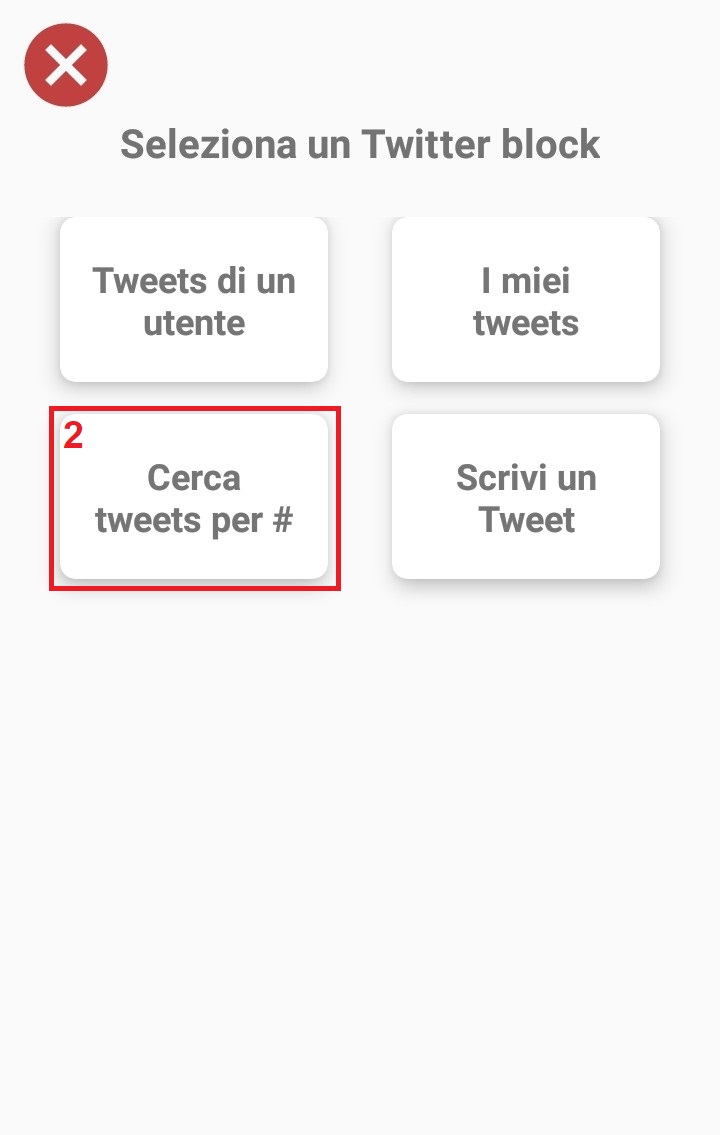 Seleziona un Twitter block
Tweets di un
utente
I miei
tweets
2
Cerca
tweets per #
Scrivi un
Tweet